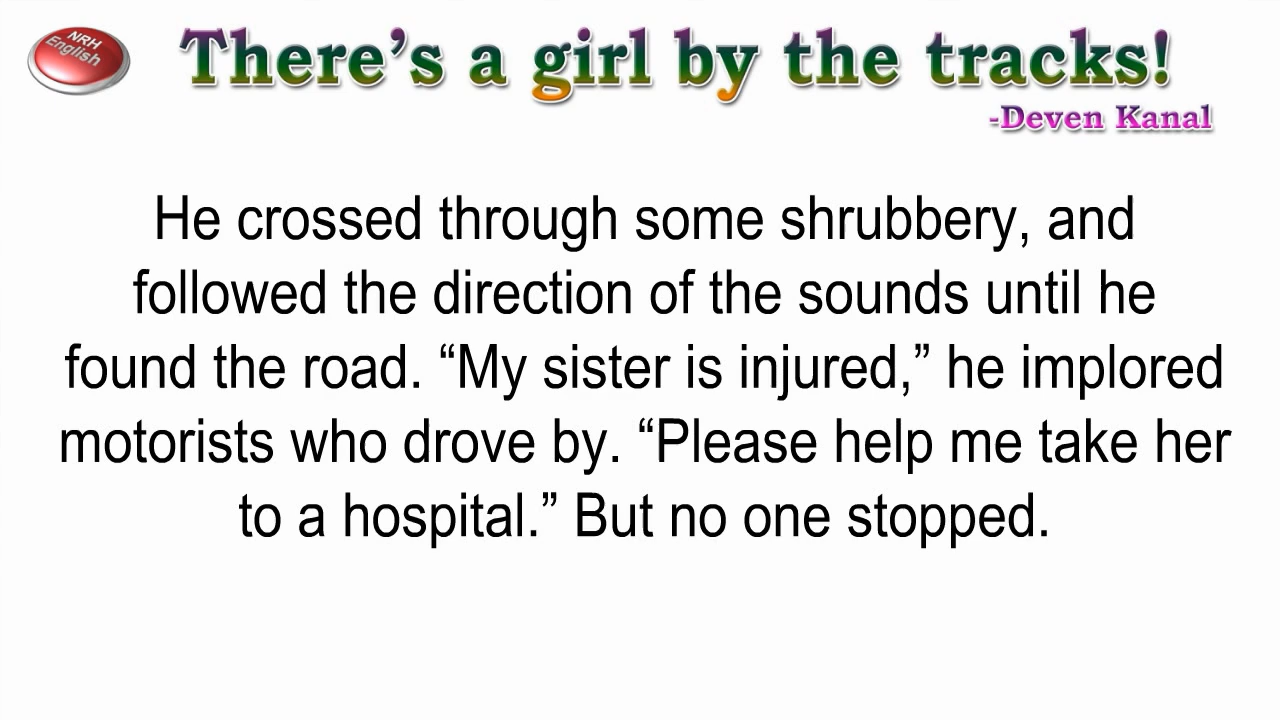 NRH
English
There’s a girl by the tracks!
-Deven Kanal
He crossed through some shrubbery, and
followed the direction of the sounds until he
found the road. “My sister is injured,” he implored
motorists who drove by. “Please help me take her
to a hospital.” But no one stopped.